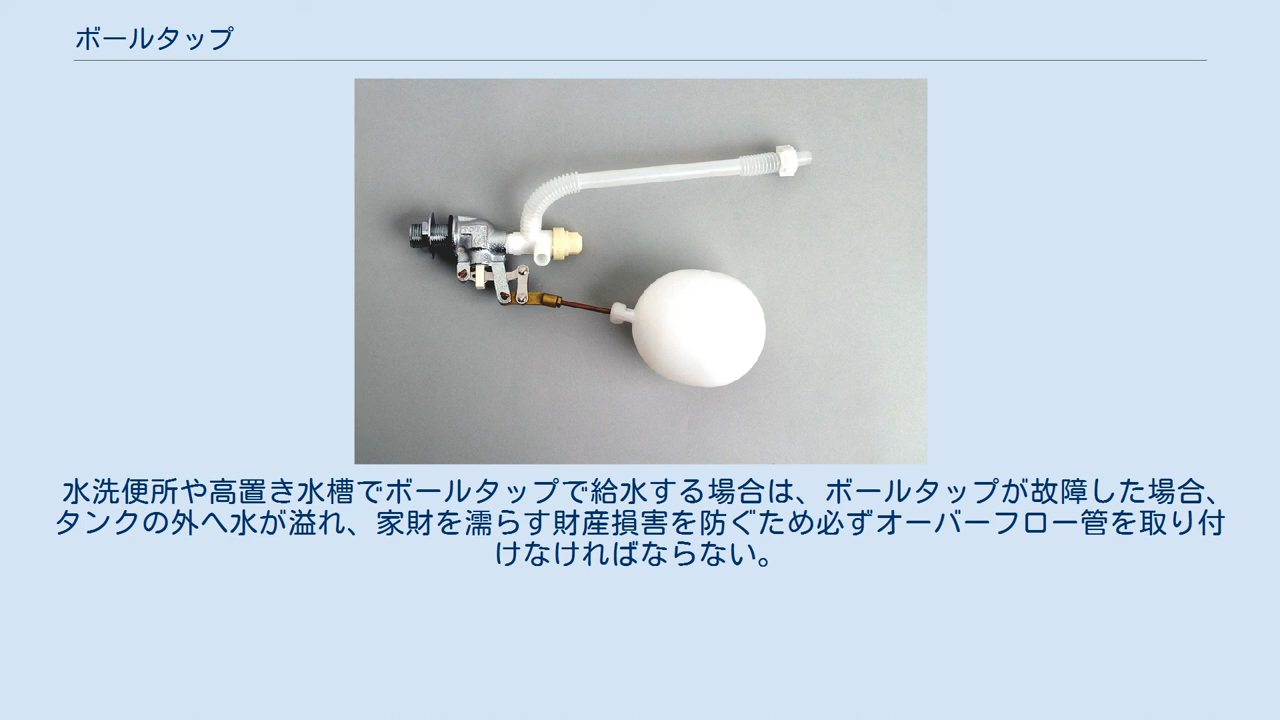 ボールタップ
水洗便所や高置き水槽でボールタップで給水する場合は、ボールタップが故障した場合、
タンクの外へ水が溢れ、家財を濡らす財産損害を防ぐため必ずオーバーフロー管を取り付
けなければならない。